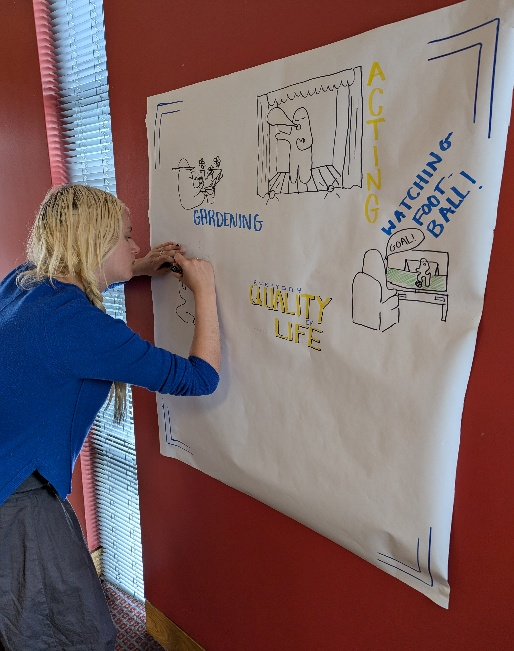 ACTING
GARDENING
WATCHING
FOOT-
BALL!
GOAL!
QUALITY
LIFE